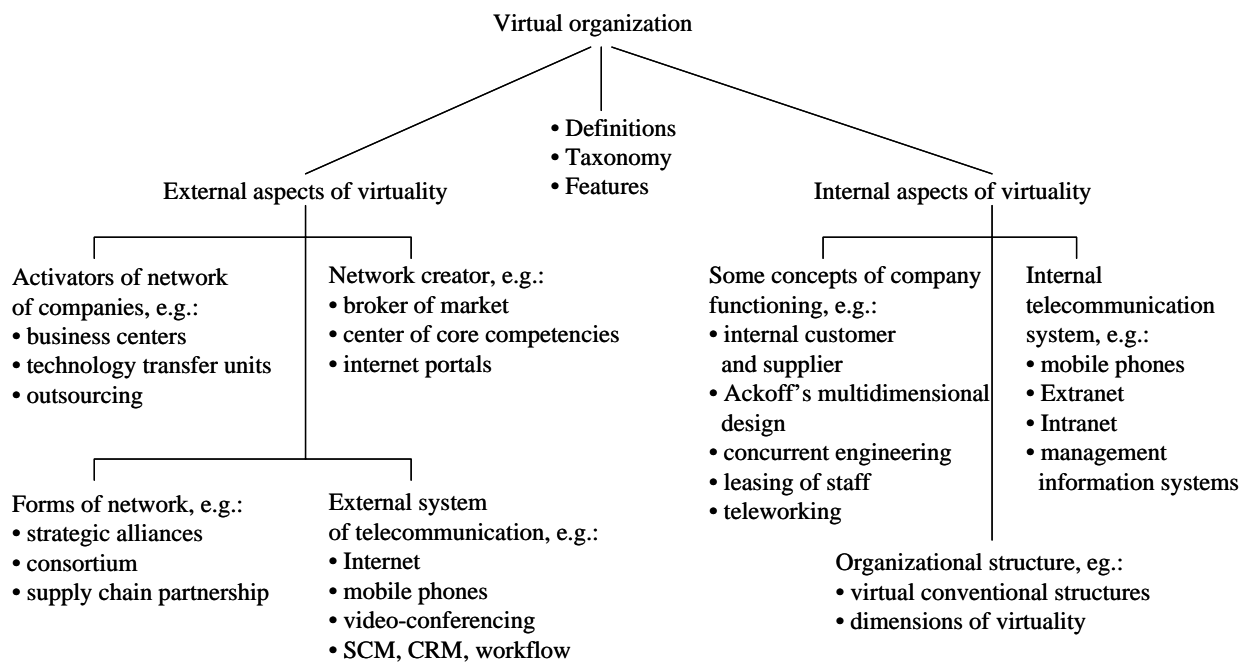 Virtual organization
• Definitions
• Taxonomy
• Features
External aspects of virtuality
Internal aspects of virtuality
Activators of network
of companies, e.g.:
• business centers
• technology transfer units
• outsourcing
Network creator, e.g.:
• broker of market
• center of core competencies
• internet portals
Forms of network, e.g.:
• strategic alliances
• consortium
• supply chain partnership
External system
of telecommunication, e.g.:
• Internet
• mobile phones
• video-conferencing
• SCM, CRM, workflow
Some concepts of company
functioning, e.g.:
• internal customer
and supplier
• Ackoff’s multidimensional
design
• concurrent engineering
• leasing of staff
• teleworking
Internal
telecommunication
system, e.g.:
• mobile phones
• Extranet
• Intranet
• management
information systems
Organizational structure, eg.:
• virtual conventional structures
• dimensions of virtuality